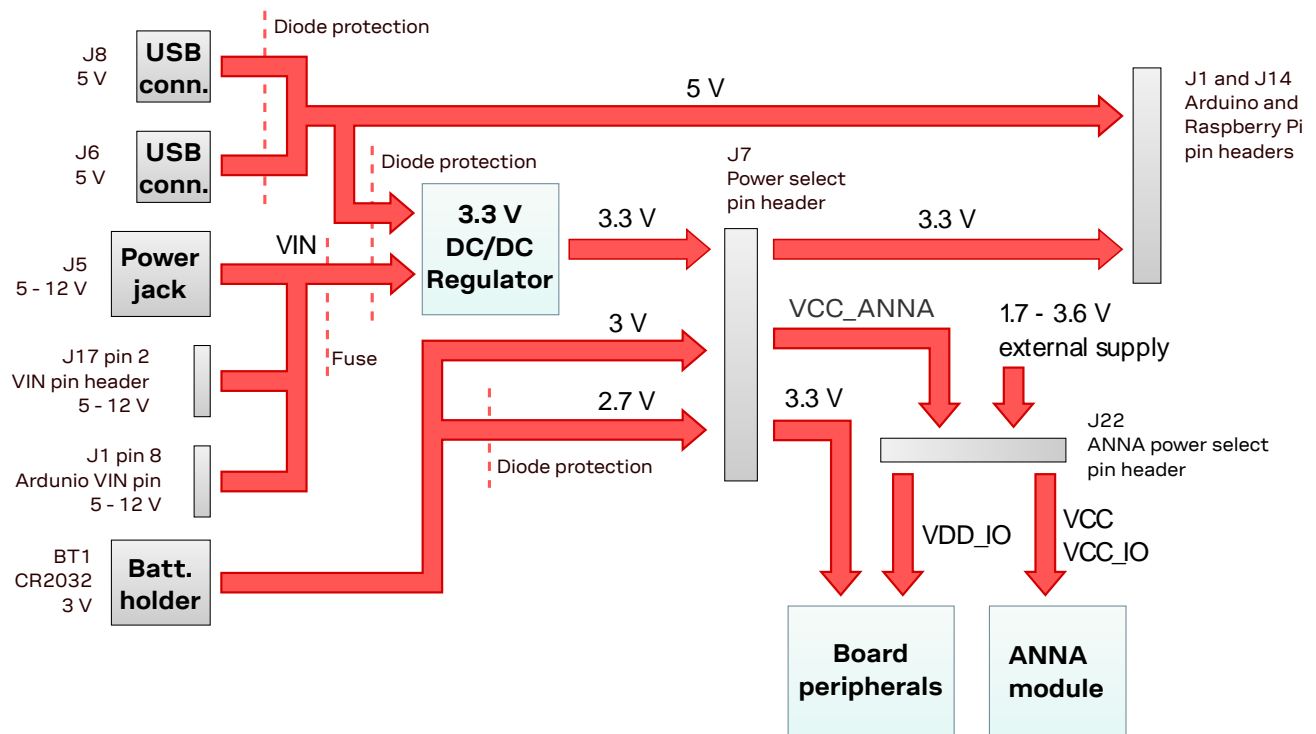 Diode protection
J8
5 V
USB
conn.
5 V
J1 and J14
Arduino and
Raspberry Pi
pin headers
J6
5 V
USB
conn.
Diode protection
J7
Power select
pin header
3.3 V
DC/DC
Regulator
3.3 V
3.3 V
VIN
J5
5 - 12 V
Power
jack
VCC_ANNA
1.7 - 3.6 V
external supply
3 V
Fuse
J17 pin 2
VIN pin header
5 - 12 V
2.7 V
3.3 V
J22
ANNA power select
pin header
J1 pin 8
Ardunio VIN pin
5 - 12 V
Diode protection
VDD_IO
VCC
VCC_IO
BT1
CR2032
3 V
Batt.
holder
Board
peripherals
ANNA
module